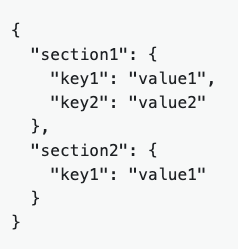 {
  "section1": {
    "key1": "value1",
    "key2": "value2"
  },
  "section2": {
    "key1": "value1"
  }
}